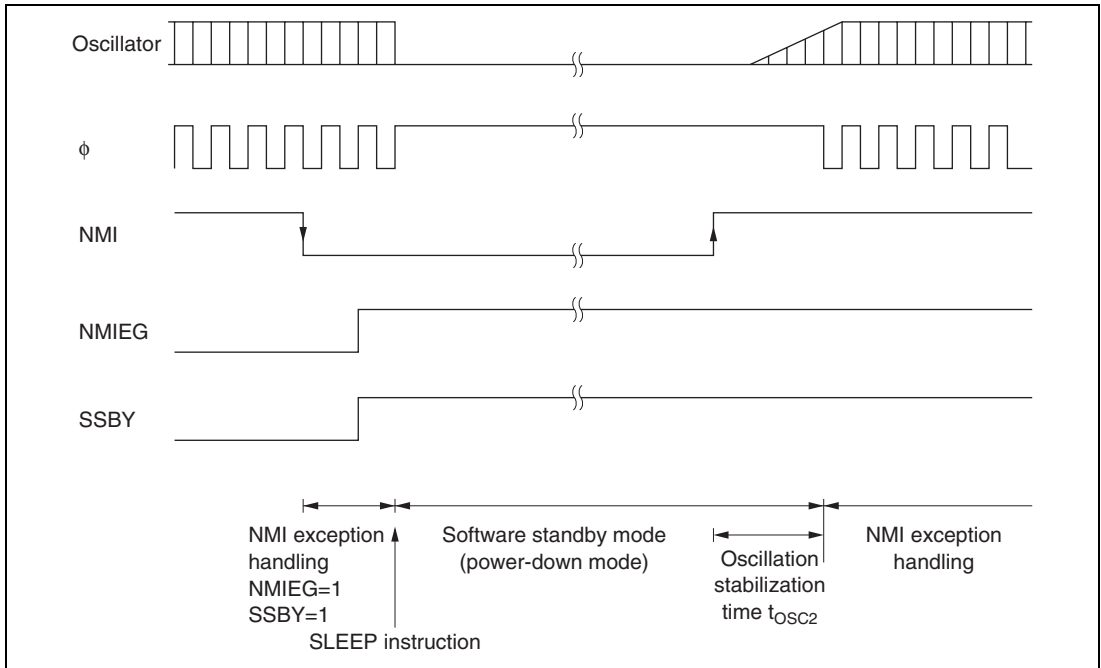 Oscillator
φ
NMI
NMIEG
SSBY
NMI exception
handling
NMIEG=1
SSBY=1
SLEEP instruction
Software standby mode
(power-down mode)
Oscillation
stabilization
time tOSC2
NMI exception
handling